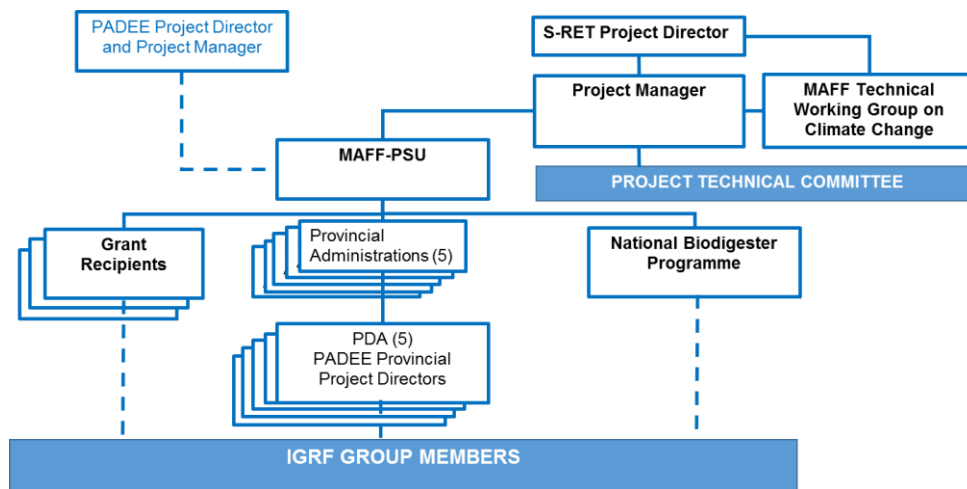 PADEE Project Director
and Project Manager
S-RET Project Director
Project Manager
MAFF Technical
Working Group on
Climate Change
MAFF-PSU
PROJECT TECHNICAL COMMITTEE
Grant
Recipients
Provincial
Administrations (5)
National Biodigester
Programme
PDA (5)
PADEE Provincial
Project Directors
IGRF GROUP MEMBERS